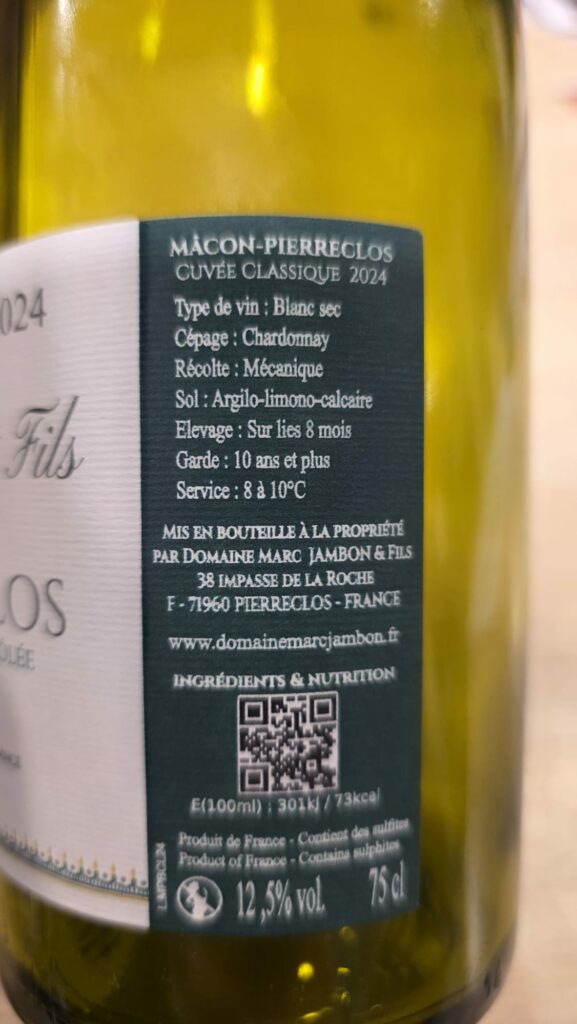 024
Fils
LOS
MÂCON-PIERRECLOS
CUVÉE CLASSIQUE 2024
Type de vin : Blanc sec
Cépage : Chardonnay
Récolte : Mécanique
Sol : Argilo-limono-calcaire
Elevage : Sur lies 8 mois
Garde : 10 ans et plus
Service : 8 à 10°C
MIS EN BOUTEILLE À LA PROPRIÉTÉ
PAR DOMAINE MARC JAMBON & FILS
38 IMPASSE DE LA ROCHE
F - 71960 PIERRECLOS - FRANCE
www.domainemarcjambon.fr
INGRÉDIENTS & NUTRITION
E(100ml) : 301kJ / 73kcal
Produit de France - Contient des sulfites
Product of France - Contains sulphites
LMPBCL24
12,5% vol. 75 cl